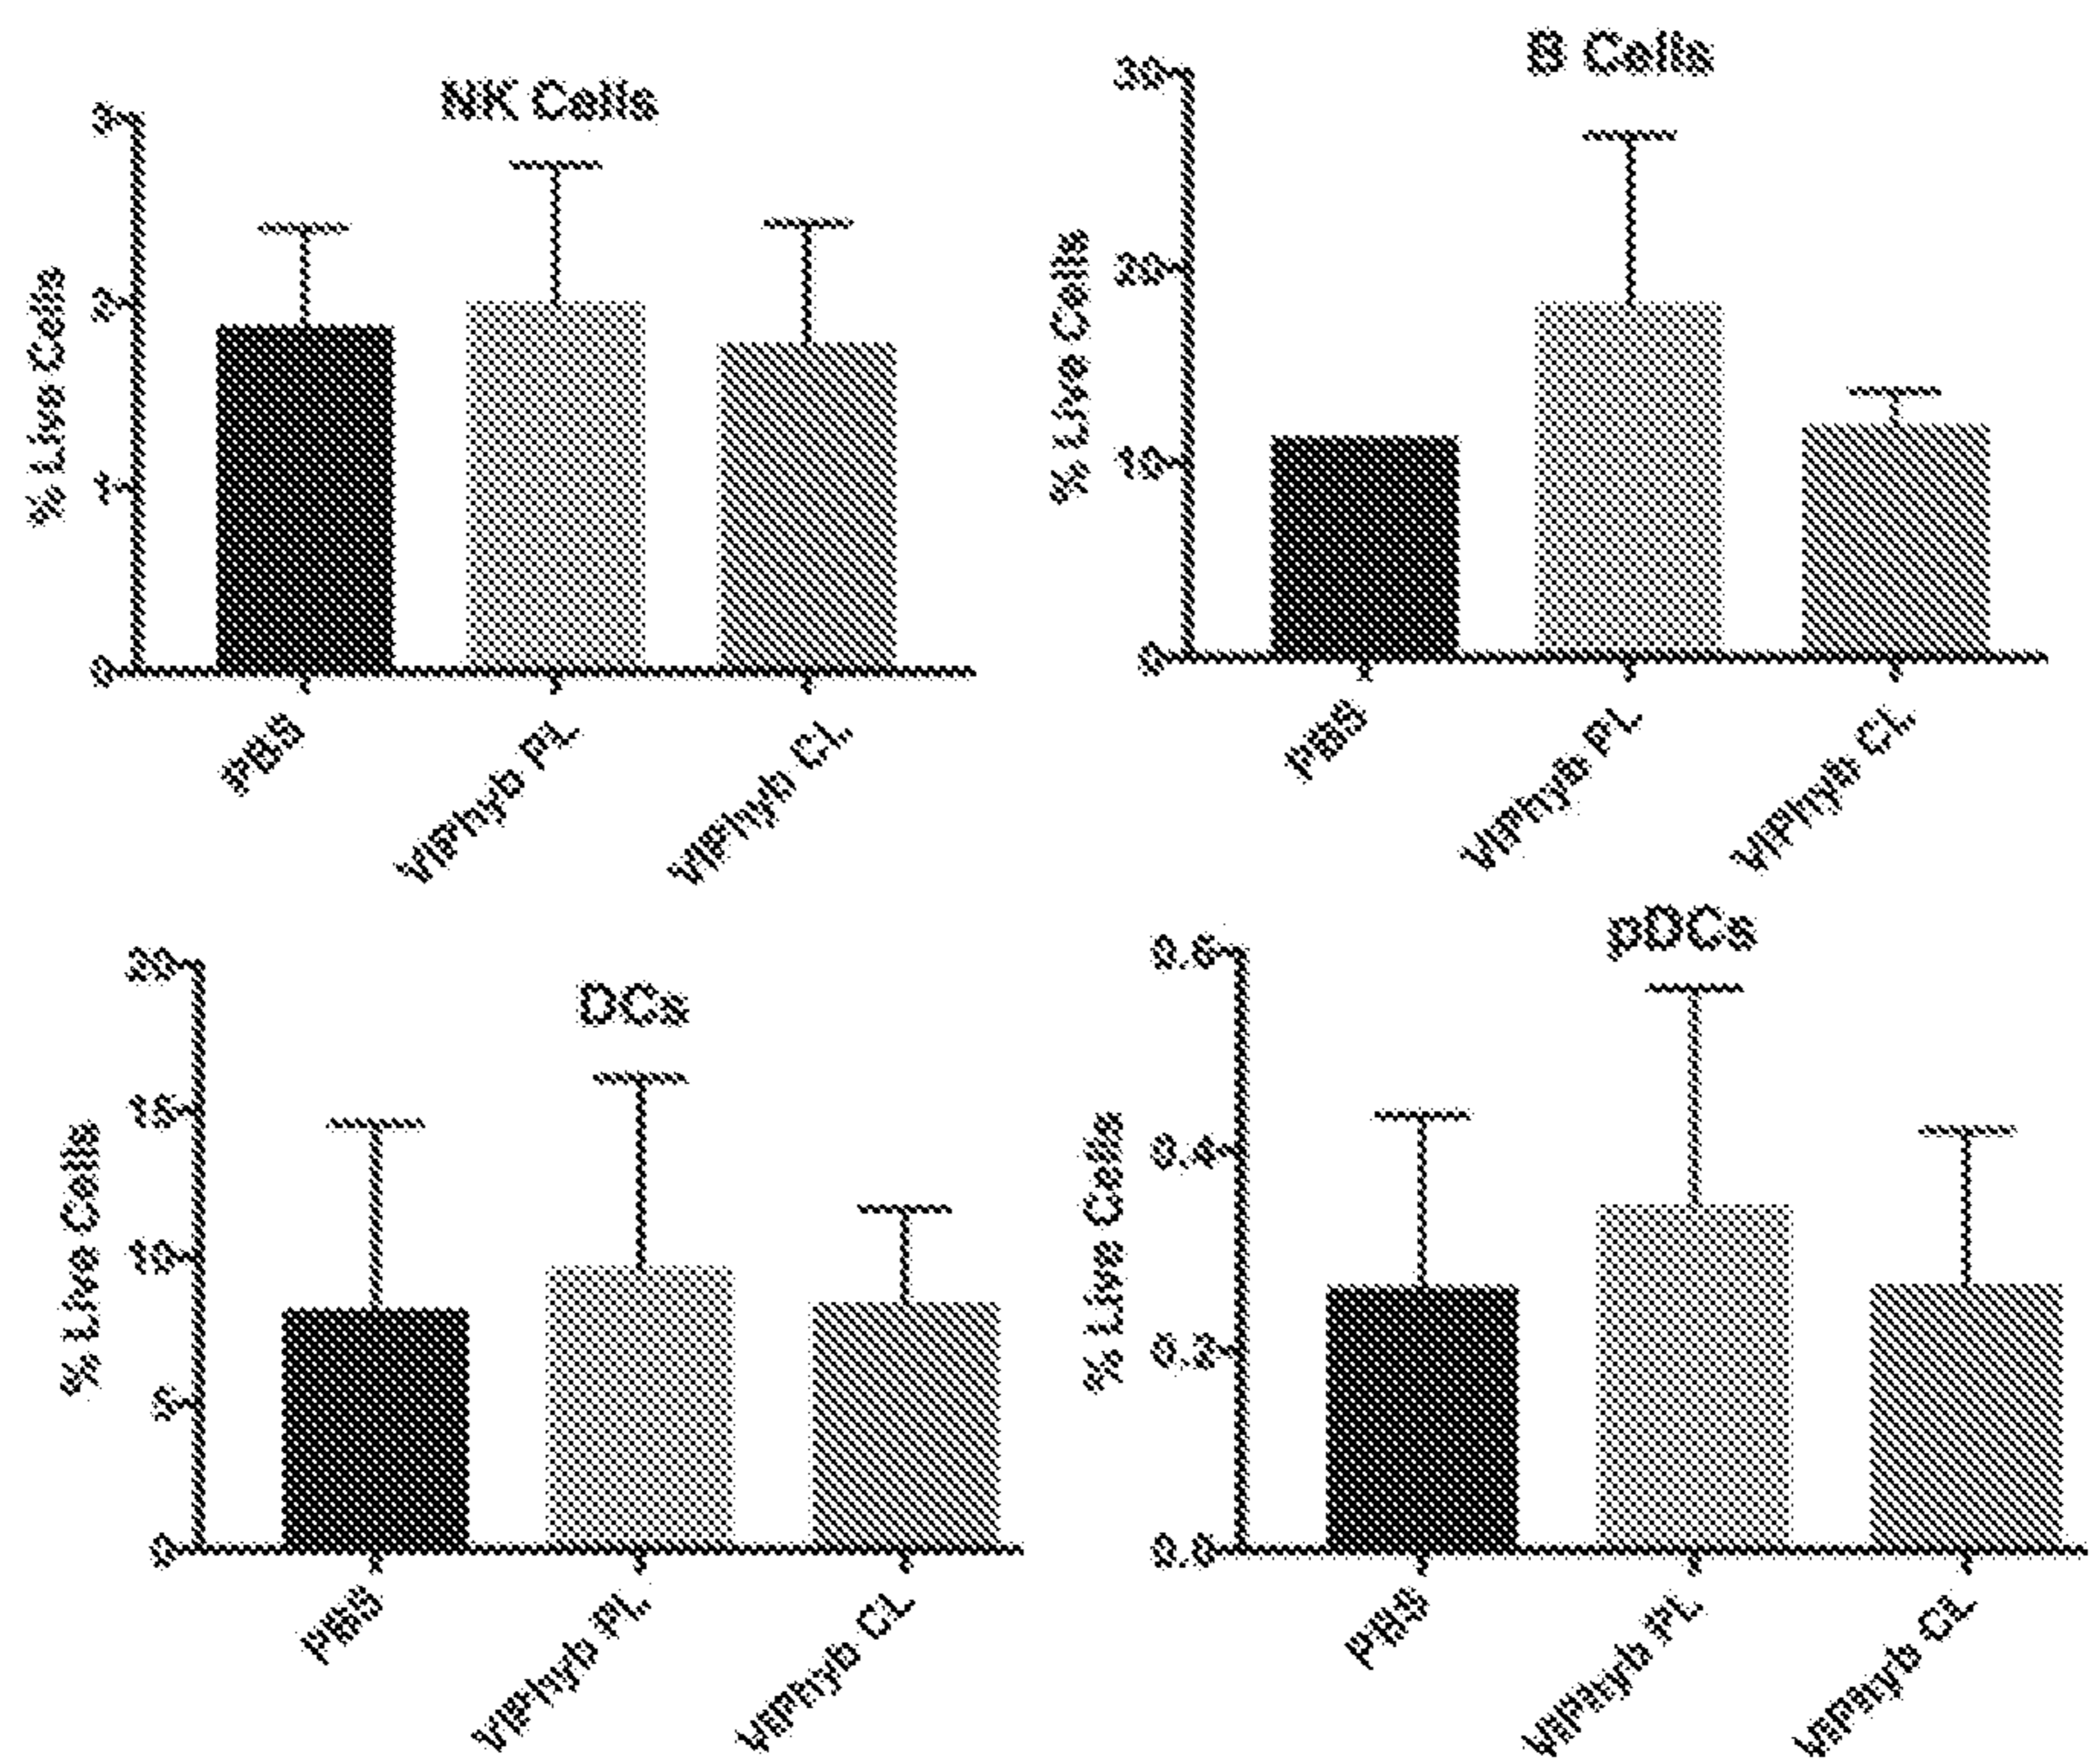 NK Cells
% Live Cells
3
2
1
0
PBS
VIPhyb PL
VIPhyb CL
B Cells
% Live Cells
30
20
10
0
PBS
VIPhyb PL
VIPhyb CL
DCs
% Live Cells
20
15
10
5
0
PBS
VIPhyb PL
VIPhyb CL
pDCs
% Live Cells
0.6
0.4
0.2
0.0
PBS
VIPhyb PL
VIPhyb CL